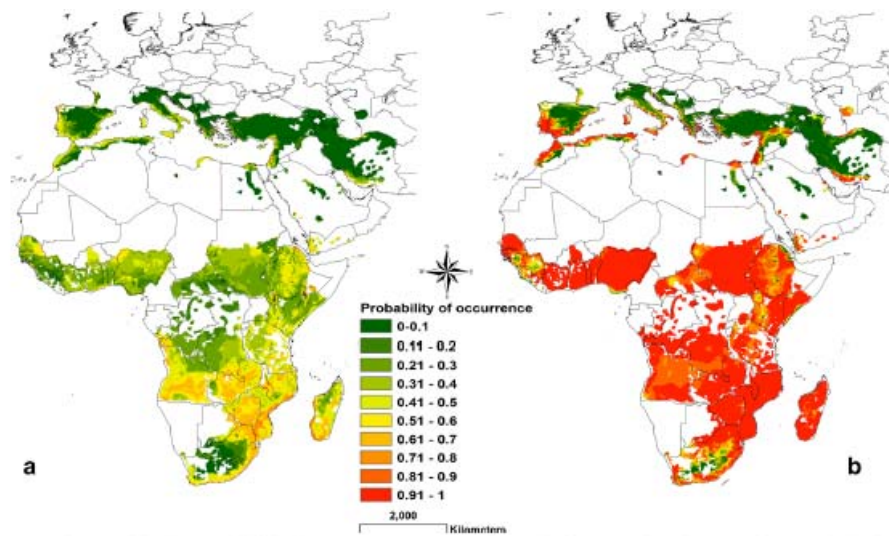 Probability of occurrence
0-0.1
0.11 - 0.2
0.21 - 0.3
0.31 - 0.4
0.41 - 0.5
0.51 - 0.6
0.61 - 0.7
0.71 - 0.8
0.81 - 0.9
0.91 - 1
a
b
2,000
Kilometers